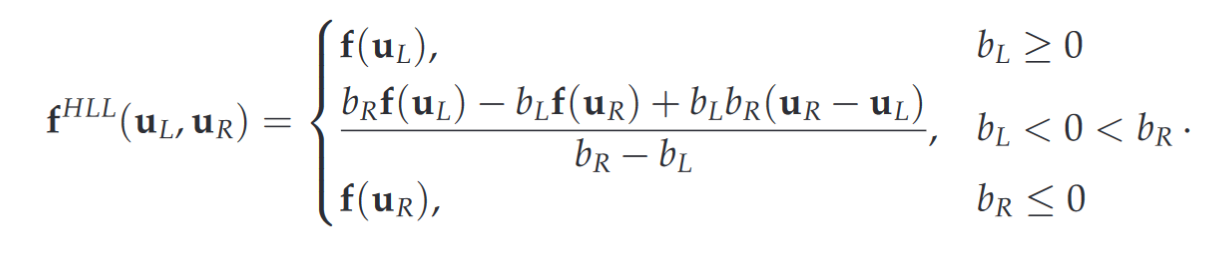 f^{HLL}(u_L, u_R) = { f(u_L), b_L ≥ 0
\frac{b_R f(u_L) − b_L f(u_R) + b_L b_R(u_R − u_L)}{b_R − b_L}, b_L < 0 < b_R .
f(u_R), b_R ≤ 0